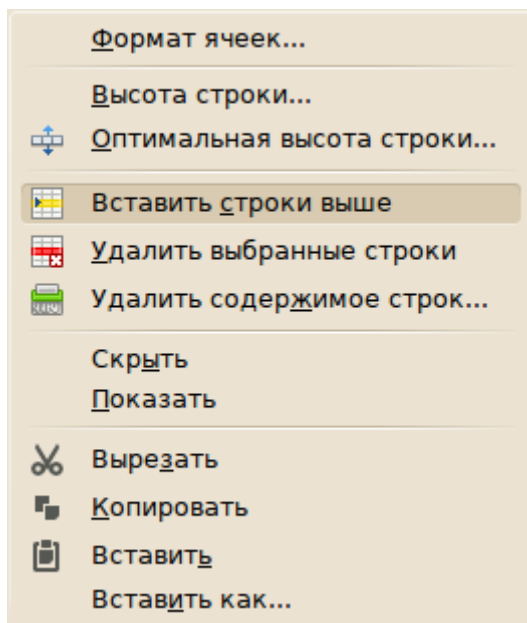 Формат ячеек...
Высота строки...
Оптимальная высота строки...
Вставить строки выше
Удалить выбранные строки
Удалить содержимое строк...
Скрыть
Показать
Вырезать
Копировать
Вставить
Вставить как...